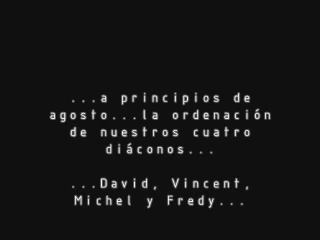 ...a principios de
agosto...la ordenación
de nuestros cuatro
diáconos...
...David, Vincent,
Michel y Fredy...